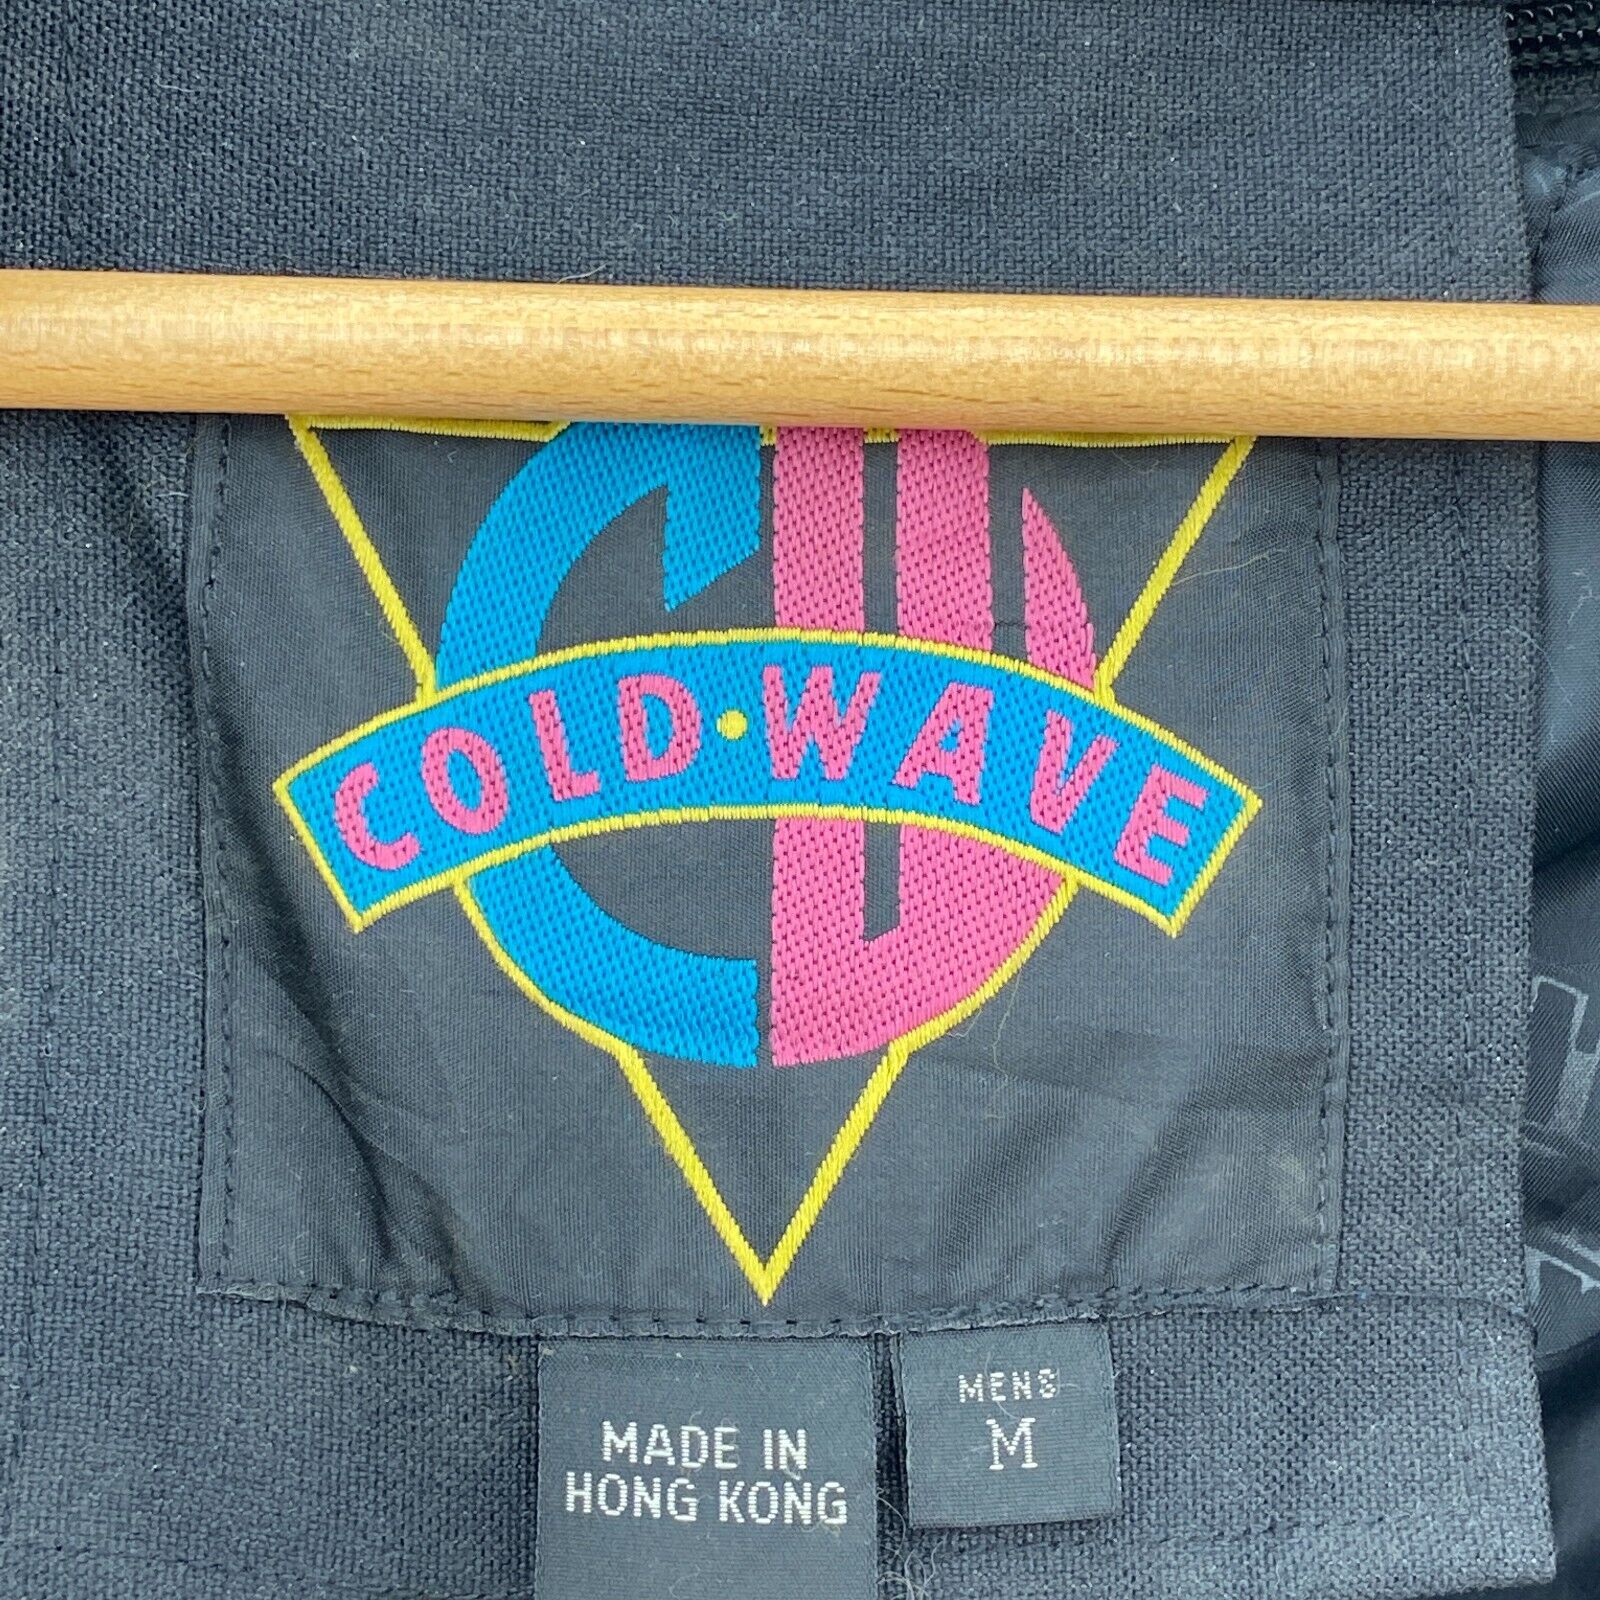 COLD·WAVE
MADE IN
HONG KONG
MENS
M